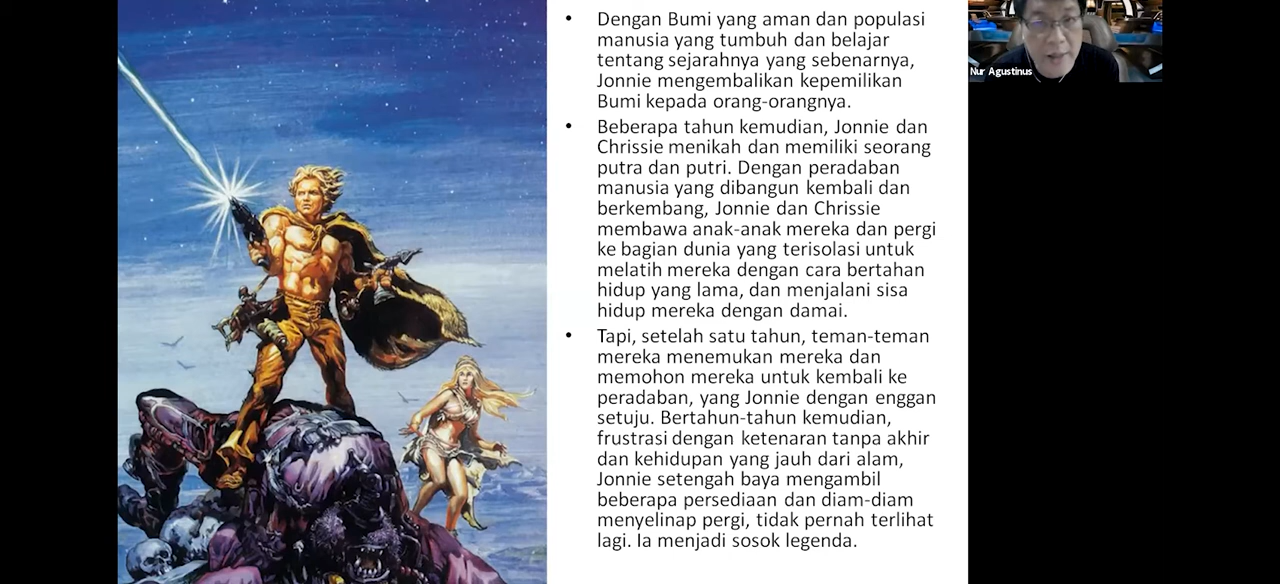 • Dengan Bumi yang aman dan populasi
manusia yang tumbuh dan belajar
tentang sejarahnya yang sebenarnya,
Jonnie mengembalikan kepemilikan
Bumi kepada orang-orangnya.
• Beberapa tahun kemudian, Jonnie dan
Chrissie menikah dan memiliki seorang
putra dan putri. Dengan peradaban
manusia yang dibangun kembali dan
berkembang, Jonnie dan Chrissie
membawa anak-anak mereka dan pergi
ke bagian dunia yang terisolasi untuk
melatih mereka dengan cara bertahan
hidup yang lama, dan menjalani sisa
hidup mereka dengan damai.
• Tapi, setelah satu tahun, teman-teman
mereka menemukan mereka dan
memohon mereka untuk kembali ke
peradaban, yang Jonnie dengan enggan
setuju. Bertahun-tahun kemudian,
frustrasi dengan ketenaran tanpa akhir
dan kehidupan yang jauh dari alam,
Jonnie setengah baya mengambil
beberapa persediaan dan diam-diam
menyelinap pergi, tidak pernah terlihat
lagi. Ia menjadi sosok legenda.
Nur Agustinus